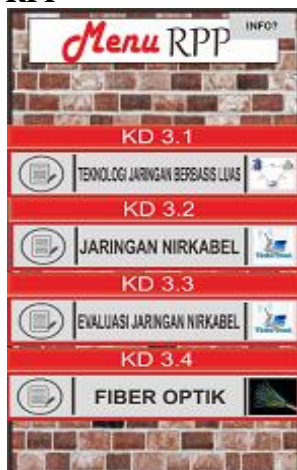 Menu RPP
INFO?
KD 3.1
TEKNOLOGI JARINGAN BERBASIS LUAS
KD 3.2
JARINGAN NIRKABEL
KD 3.3
EVALUASI JARINGAN NIRKABEL
KD 3.4
FIBER OPTIK